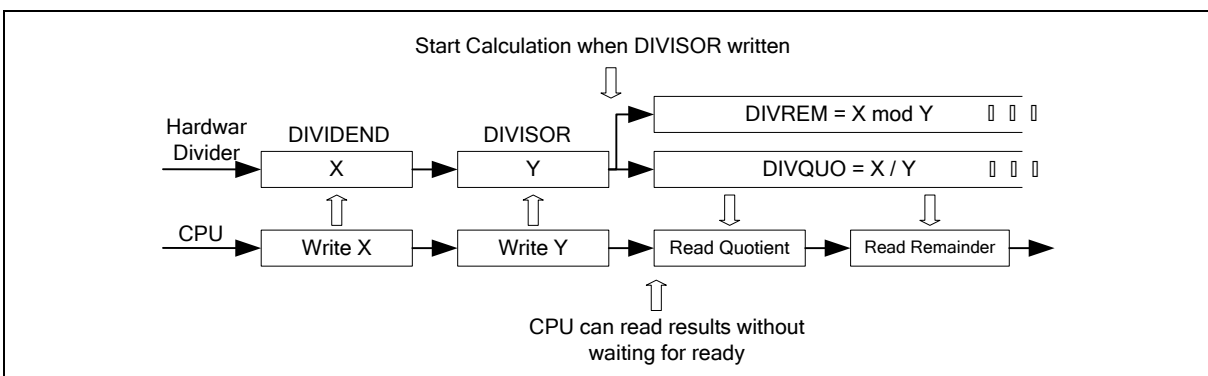 Start Calculation when DIVISOR written
Hardwar
Divider
DIVIDEND
X
DIVISOR
Y
DIVREM = X mod Y
DIVQUO = X / Y
CPU
Write X
Write Y
Read Quotient
Read Remainder
CPU can read results without
waiting for ready